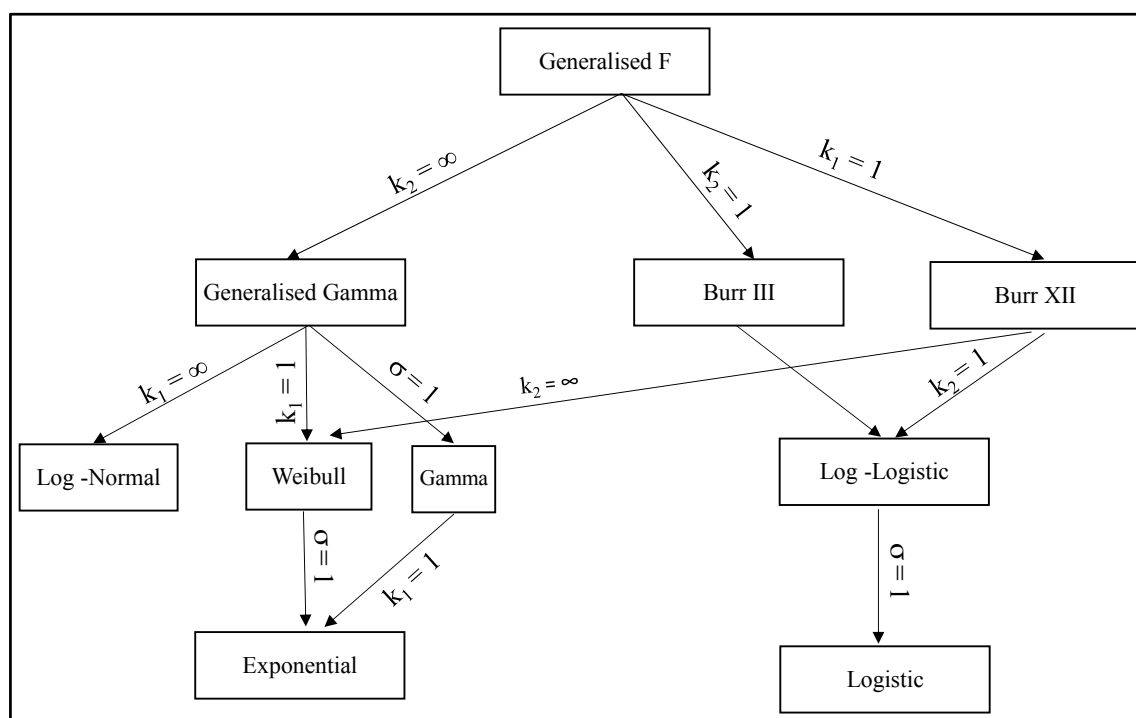 Generalised F
k₂ = ∞
k₂ = 1
k₁ = 1
Generalised Gamma
Burr III
Burr XII
k₁ = ∞
k₁ = 1
σ = 1
k₂ = ∞
k₂ = 1
Log -Normal
Weibull
Gamma
Log -Logistic
σ = 1
k₁ = 1
σ = 1
Exponential
Logistic